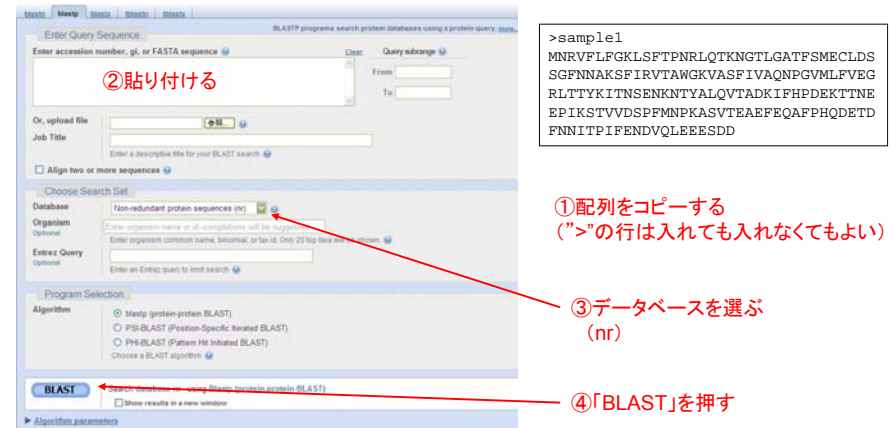 blastn blastp blastx tblastn tblastx
BLASTP programs search protein databases using a protein query. more...
Enter Query Sequence
Enter accession number, gi, or FASTA sequence
Clear
Query subrange
②貼り付ける
From
To
Or, upload file
参照...
Job Title
Enter a descriptive title for your BLAST search
Align two or more sequences
Choose Search Set
Database
Non-redundant protein sequences (nr)
Organism
Optional
Enter organism name or id--completions will be suggested
Enter organism common name, binomial, or tax id. Only 20 top taxa will be shown.
Entrez Query
Optional
Enter an Entrez query to limit search
Program Selection
Algorithm
blastp (protein-protein BLAST)
PSI-BLAST (Position-Specific Iterated BLAST)
PHI-BLAST (Pattern Hit Initiated BLAST)
Choose a BLAST algorithm
BLAST
Search database nr using Blastp (protein-protein BLAST)
Show results in a new window
Algorithm parameters
>sample1
MNRVFLFGKLSFTPNRLQTKNGTLGATFSMECLDS
SGFNNAKSFIRVTAWGKVASFIVAQNPGVMLFVEG
RLTTYKITNSENKNTYALQVTADKIFHPDEKTTNE
EPIKSTVVDSPFMNPKASVTEAEFEQAFPHQDETD
FNNITPIFENDVQLEEESDD
①配列をコピーする
(”>”の行は入れても入れなくてもよい)
③データベースを選ぶ
(nr)
④「BLAST」を押す